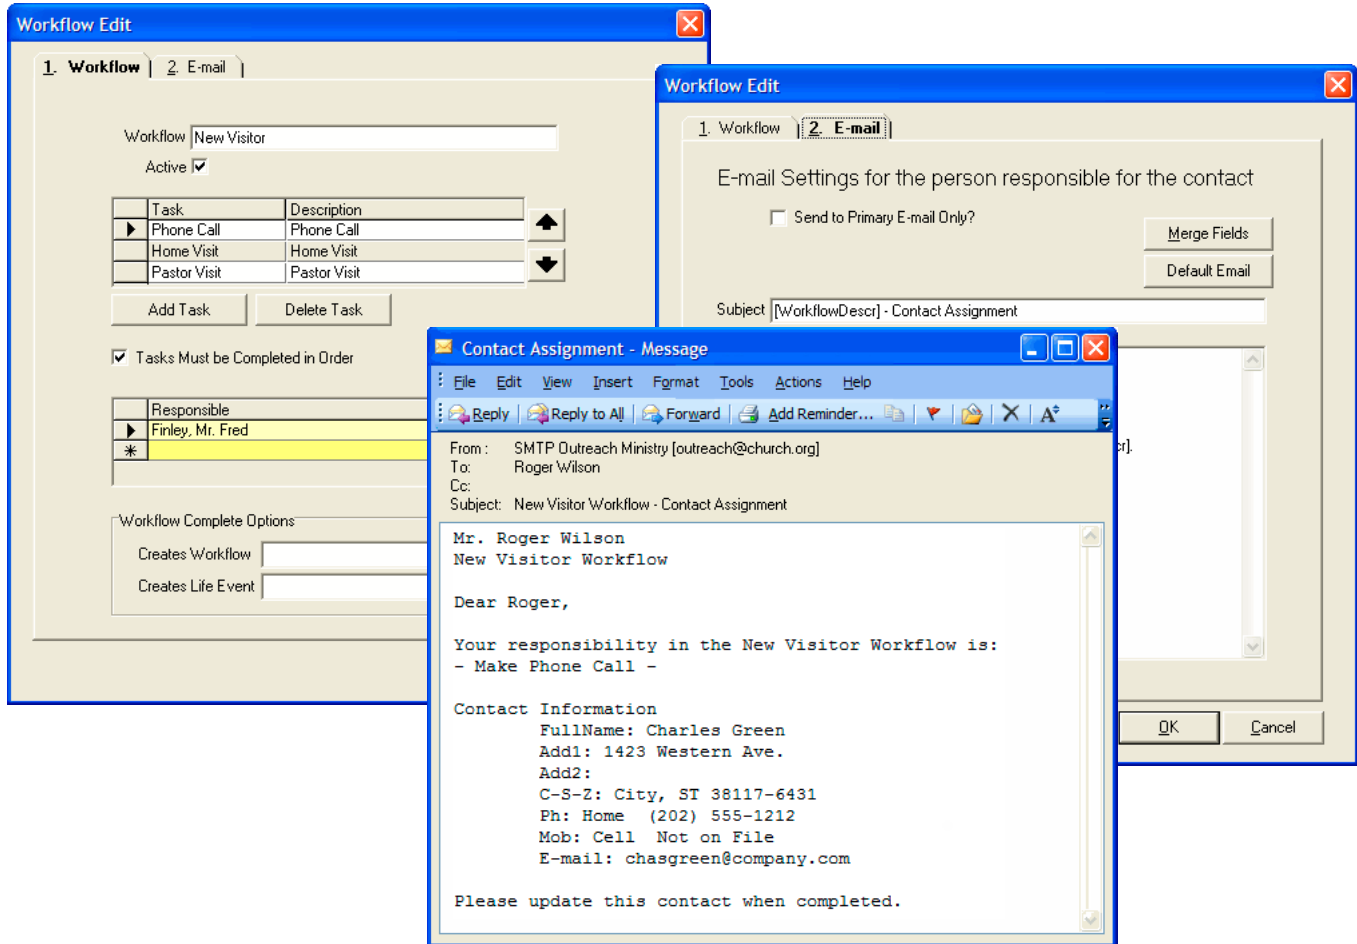 Workflow Edit
1. Workflow 2. E-mail
Workflow New Visitor
Active
Task Description
Phone Call Phone Call
Home Visit Home Visit
Pastor Visit Pastor Visit
Add Task Delete Task
Tasks Must be Completed in Order
Responsible
Finley, Mr. Fred
Workflow Complete Options
Creates Workflow
Creates Life Event
Workflow Edit
1. Workflow 2. E-mail
E-mail Settings for the person responsible for the contact
Send to Primary E-mail Only?
Merge Fields
Default Email
Subject [WorkflowDescr] - Contact Assignment
cr].
OK Cancel
Contact Assignment - Message
File Edit View Insert Format Tools Actions Help
Reply Reply to All Forward Add Reminder... A
From: SMTP Outreach Ministry [outreach@church.org]
To: Roger Wilson
Cc:
Subject: New Visitor Workflow - Contact Assignment
Mr. Roger Wilson
New Visitor Workflow
Dear Roger,
Your responsibility in the New Visitor Workflow is:
- Make Phone Call -
Contact Information
FullName: Charles Green
Add1: 1423 Western Ave.
Add2:
C-S-Z: City, ST 38117-6431
Ph: Home (202) 555-1212
Mob: Cell Not on File
E-mail: chasgreen@company.com
Please update this contact when completed.